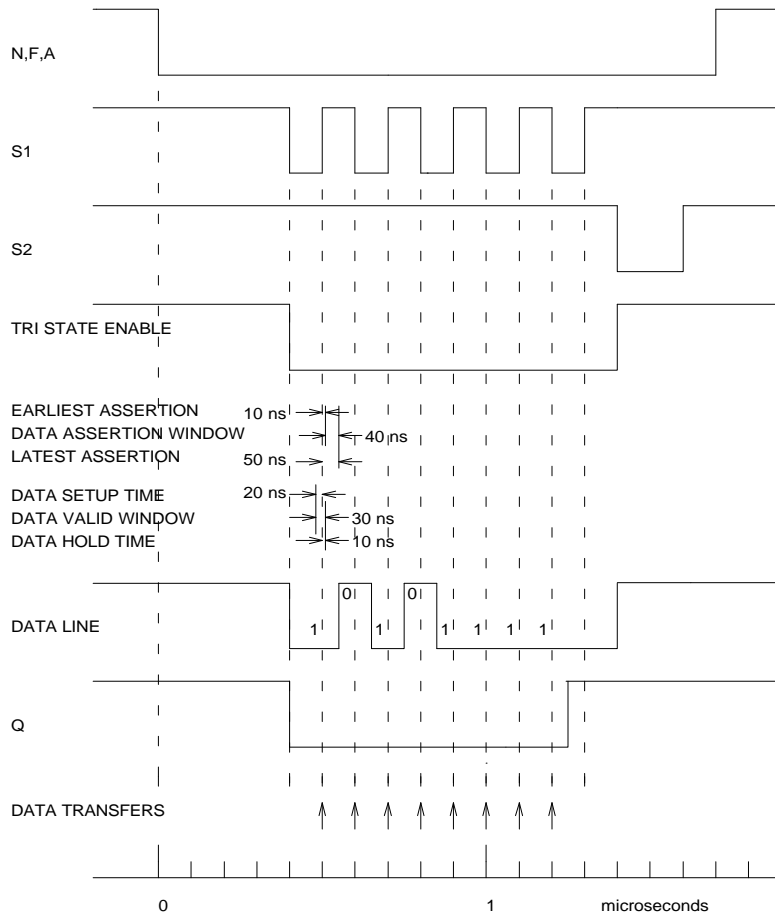 N,F,A
S1
S2
TRI STATE ENABLE
EARLIEST ASSERTION 10 ns
DATA ASSERTION WINDOW 40 ns
LATEST ASSERTION 50 ns
DATA SETUP TIME 20 ns
DATA VALID WINDOW 30 ns
DATA HOLD TIME 10 ns
0 0
DATA LINE 1 1 1 1 1 1
Q
DATA TRANSFERS
0 1 microseconds